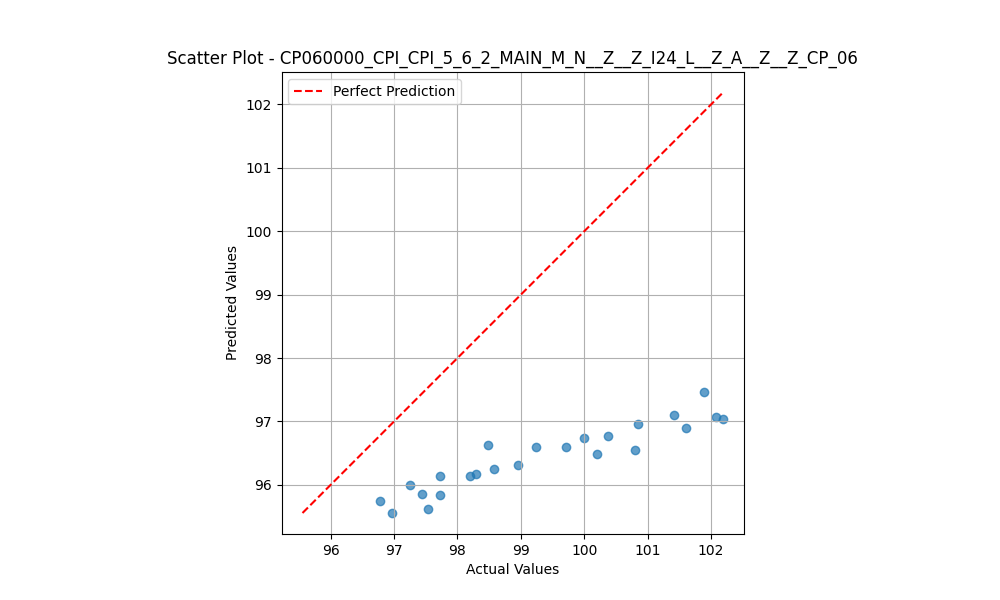 Scatter Plot - CP060000_CPI_CPI_5_6_2_MAIN_M_N__Z__Z_I24_L__Z_A__Z__Z_CP_06
Perfect Prediction
102
101
100
99
98
97
96
Predicted Values
96 97 98 99 100 101 102
Actual Values